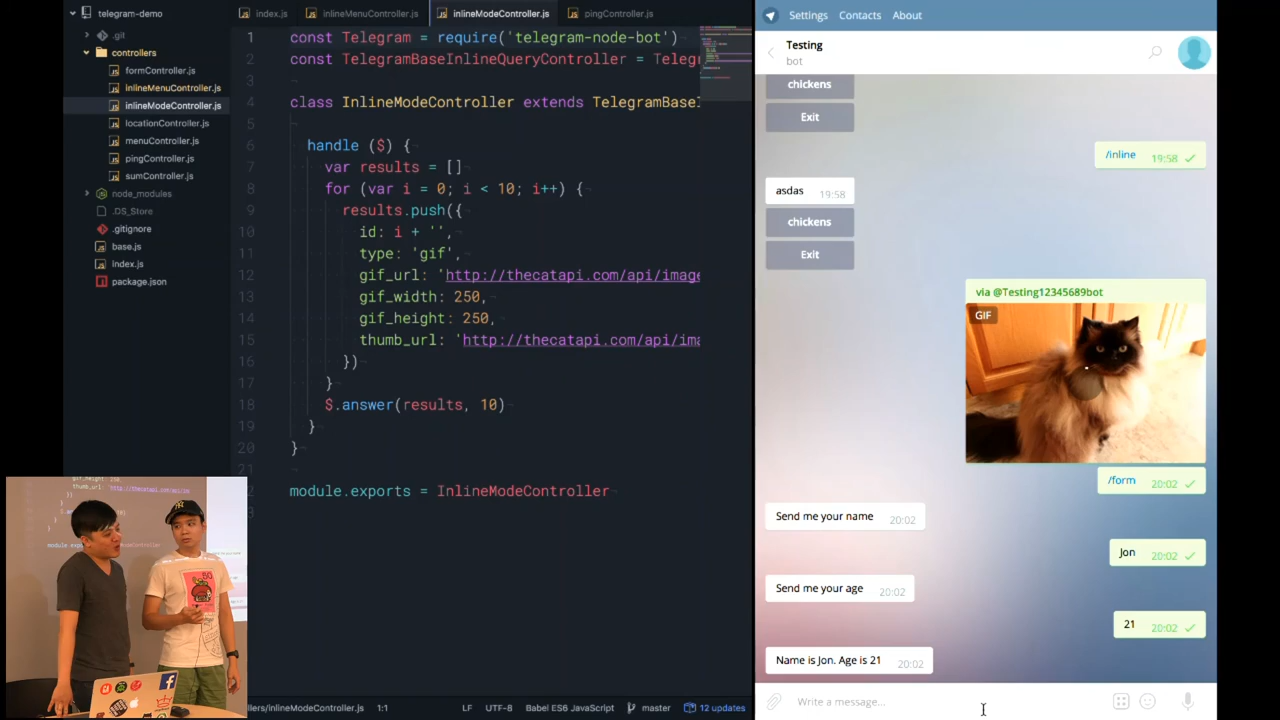 telegram-demo
.git
controllers
formController.js
inlineMenuController.js
inlineModeController.js
locationController.js
menuController.js
pingController.js
sumController.js
node_modules
.DS_Store
.gitignore
base.js
index.js
package.json
index.js
inlineMenuController.js
inlineModeController.js
pingController.js
1 const Telegram = require('telegram-node-bot')
2 const TelegramBaseInlineQueryController = Telegr
3
4 class InlineModeController extends TelegramBaseI
5
6 handle ($) {
7 var results = []
8 for (var i = 0; i < 10; i++) {
9 results.push({
10 id: i + '',
11 type: 'gif',
12 gif_url: 'http://thecatapi.com/api/image
13 gif_width: 250,
14 gif_height: 250,
15 thumb_url: 'http://thecatapi.com/api/ima
16 })
17 }
18 $.answer(results, 10)
19 }
20 }
21
2 module.exports = InlineModeController
3
llers/inlineModeController.js 1:1
LF UTF-8 Babel ES6 JavaScript master 12 updates
Settings Contacts About
Testing
bot
chickens
Exit
/inline 19:58
asdas 19:58
chickens
Exit
via @Testing12345689bot
GIF
/form 20:02
Send me your name 20:02
Jon 20:02
Send me your age 20:02
21 20:02
Name is Jon. Age is 21 20:02
Write a message...